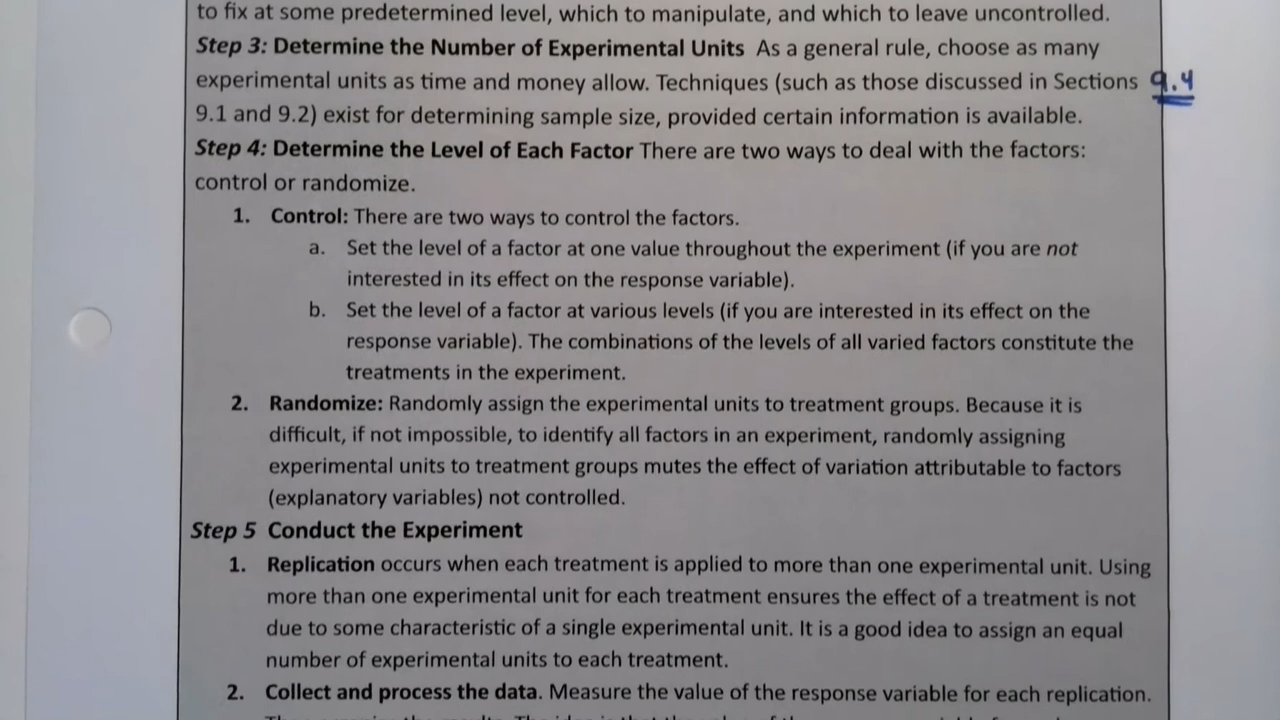 to fix at some predetermined level, which to manipulate, and which to leave uncontrolled.
Step 3: Determine the Number of Experimental Units As a general rule, choose as many
experimental units as time and money allow. Techniques (such as those discussed in Sections 9.4
9.1 and 9.2) exist for determining sample size, provided certain information is available.
Step 4: Determine the Level of Each Factor There are two ways to deal with the factors:
control or randomize.
1. Control: There are two ways to control the factors.
a. Set the level of a factor at one value throughout the experiment (if you are not
interested in its effect on the response variable).
b. Set the level of a factor at various levels (if you are interested in its effect on the
response variable). The combinations of the levels of all varied factors constitute the
treatments in the experiment.
2. Randomize: Randomly assign the experimental units to treatment groups. Because it is
difficult, if not impossible, to identify all factors in an experiment, randomly assigning
experimental units to treatment groups mutes the effect of variation attributable to factors
(explanatory variables) not controlled.
Step 5 Conduct the Experiment
1. Replication occurs when each treatment is applied to more than one experimental unit. Using
more than one experimental unit for each treatment ensures the effect of a treatment is not
due to some characteristic of a single experimental unit. It is a good idea to assign an equal
number of experimental units to each treatment.
2. Collect and process the data. Measure the value of the response variable for each replication.